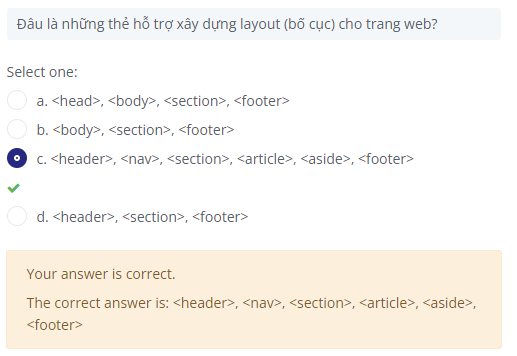 Đâu là những thẻ hỗ trợ xây dựng layout (bố cục) cho trang web?
Select one:
a. <head>, <body>, <section>, <footer>
b. <body>, <section>, <footer>
c. <header>, <nav>, <section>, <article>, <aside>, <footer>
d. <header>, <section>, <footer>
Your answer is correct.
The correct answer is: <header>, <nav>, <section>, <article>, <aside>,
<footer>